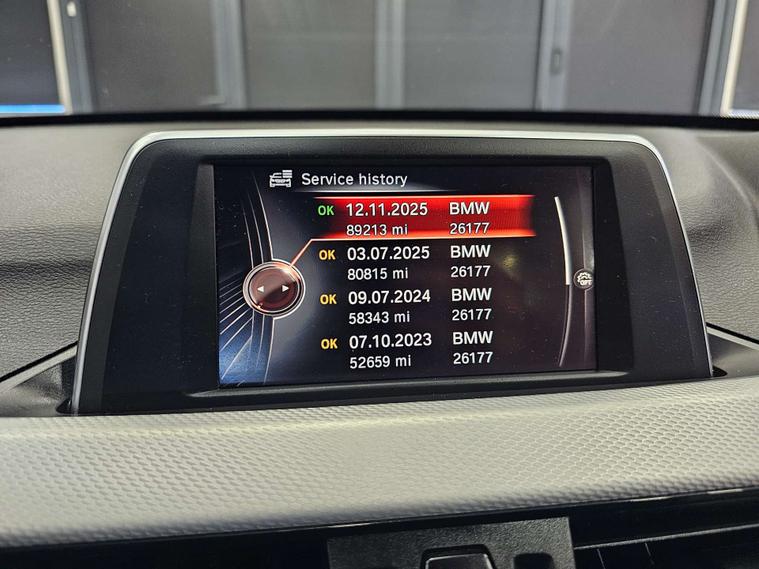 Service history
OK 12.11.2025 BMW
89213 mi 26177
OK 03.07.2025 BMW
80815 mi 26177
OK 09.07.2024 BMW
58343 mi 26177
OK 07.10.2023 BMW
52659 mi 26177
OPT